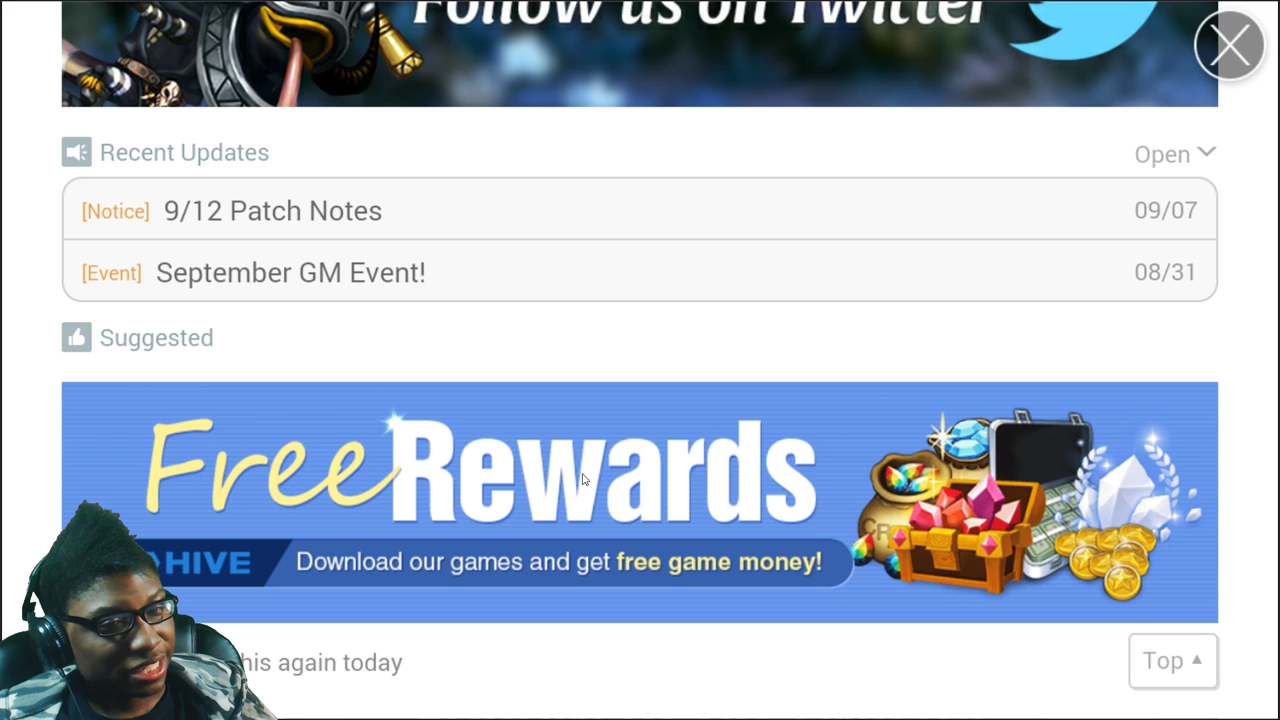 Follow us on Twitter
Recent Updates
Open
[Notice] 9/12 Patch Notes 09/07
[Event] September GM Event! 08/31
Suggested
Free Rewards
HIVE Download our games and get free game money!
his again today
Top